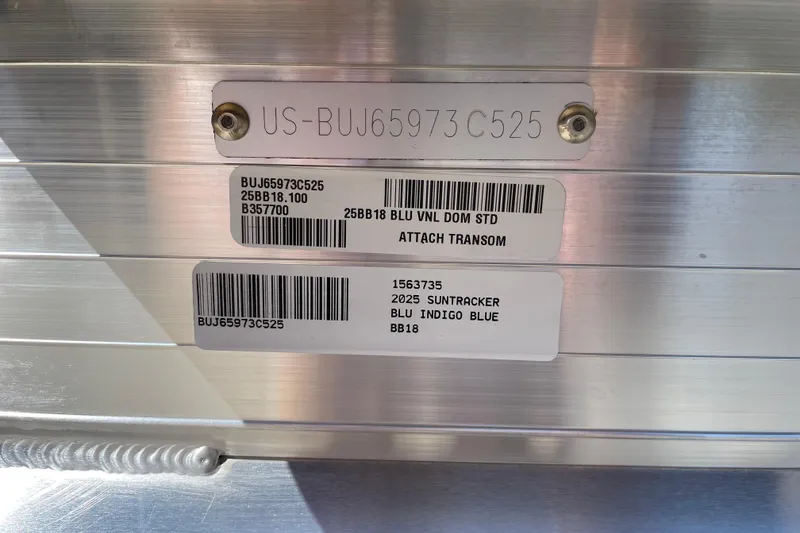 US-BUJ65973C525
BUJ65973C525
25BB18.100
B357700
25BB18 BLU VNL DOM STD
ATTACH TRANSOM
BUJ65973C525
1563735
2025 SUNTRACKER
BLU INDIGO BLUE
BB18